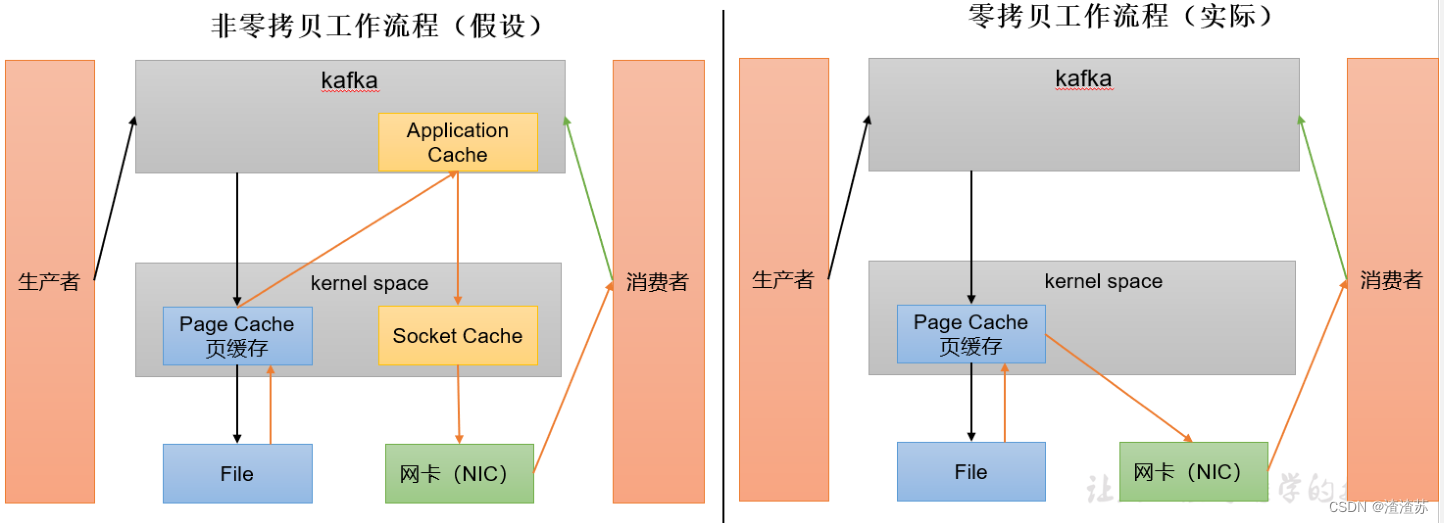 非零拷贝工作流程（假设）
kafka
Application
Cache
生产者
kernel space
消费者
Page Cache
页缓存
Socket Cache
File
网卡（NIC）
零拷贝工作流程（实际）
kafka
生产者
kernel space
消费者
Page Cache
页缓存
File
网卡（NIC）
让
学的
CSDN @渣渣苏